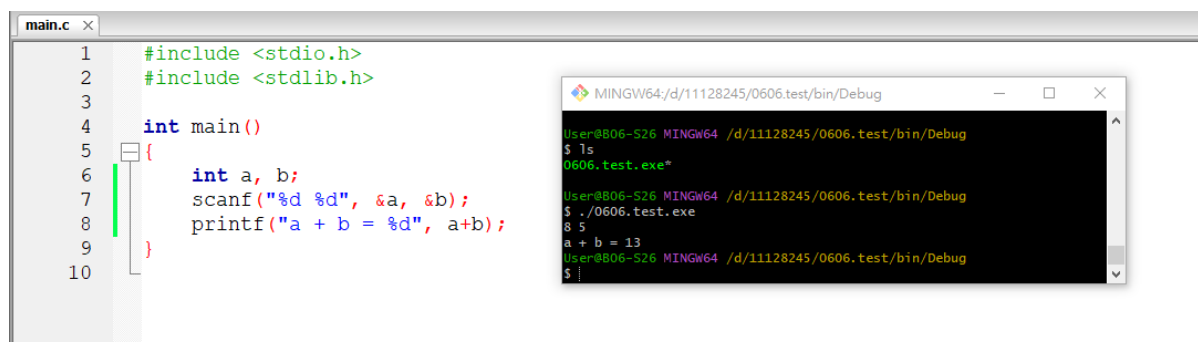 main.c ×
1 #include <stdio.h>
2 #include <stdlib.h>
3
4 int main()
5 {
6 int a, b;
7 scanf("%d %d", &a, &b);
8 printf("a + b = %d", a+b);
9 }
10
MINGW64:/d/11128245/0606.test/bin/Debug
User@B06-S26 MINGW64 /d/11128245/0606.test/bin/Debug
$ ls
0606.test.exe*
User@B06-S26 MINGW64 /d/11128245/0606.test/bin/Debug
$ ./0606.test.exe
8 5
a + b = 13
User@B06-S26 MINGW64 /d/11128245/0606.test/bin/Debug
$